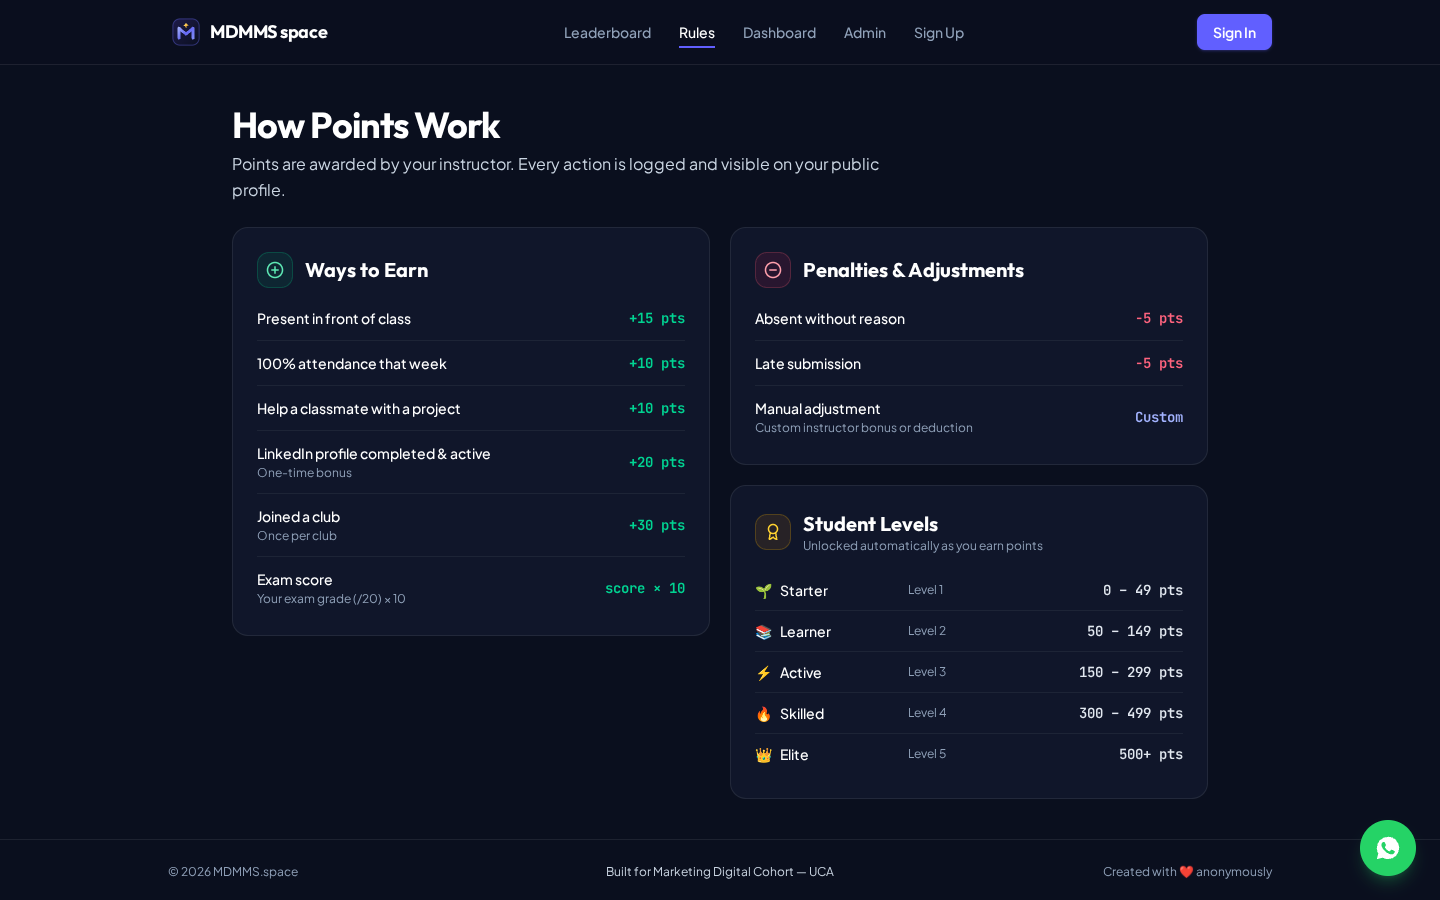 MDMMS space
Leaderboard
Rules
Dashboard
Admin
Sign Up
Sign In
How Points Work
Points are awarded by your instructor. Every action is logged and visible on your public
profile.
Ways to Earn
Present in front of class
+15 pts
100% attendance that week
+10 pts
Help a classmate with a project
+10 pts
LinkedIn profile completed & active
One-time bonus
+20 pts
Joined a club
Once per club
+30 pts
Exam score
Your exam grade (/20) × 10
score × 10
Penalties & Adjustments
Absent without reason
-5 pts
Late submission
-5 pts
Manual adjustment
Custom instructor bonus or deduction
Custom
Student Levels
Unlocked automatically as you earn points
🌱 Starter
Level 1
0 – 49 pts
📚 Learner
Level 2
50 – 149 pts
⚡ Active
Level 3
150 – 299 pts
🔥 Skilled
Level 4
300 – 499 pts
👑 Elite
Level 5
500+ pts
© 2026 MDMMS.space
Built for Marketing Digital Cohort — UCA
Created with ❤️ anonymously